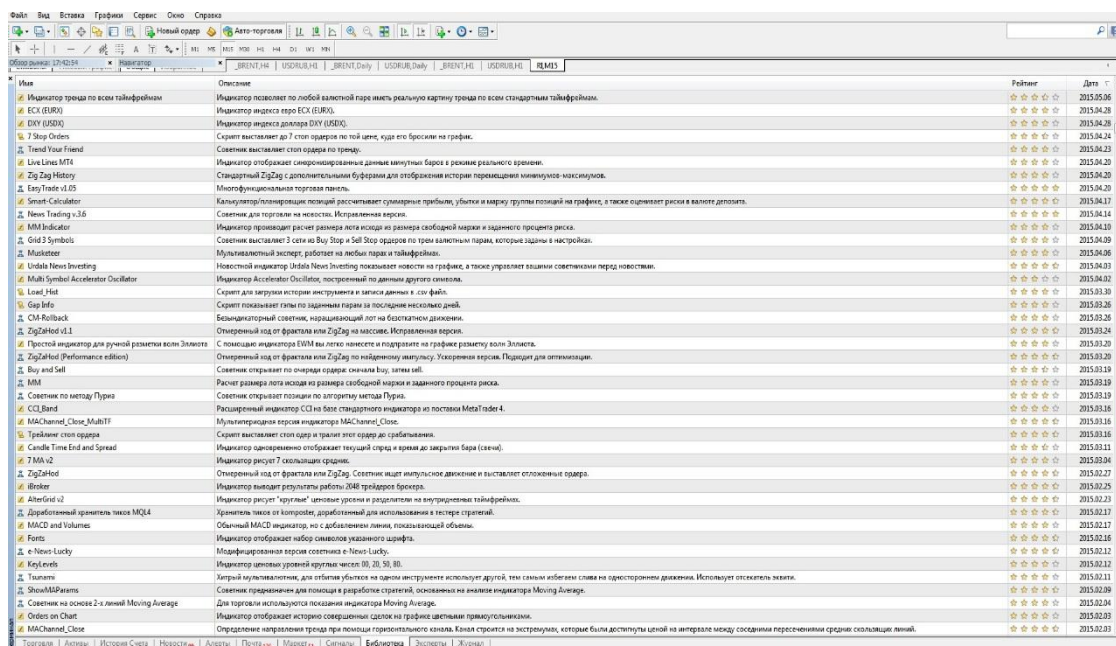 Файл Вид Вставка Графики Сервис Окно Справка
Новый ордер Авто-торговля
M1 M5 M15 M30 H1 H4 D1 W1 MN
Обзор рынка: 17:42:54 Навигатор _BRENT,H4 USDRUB,H1 _BRENT,Daily USDRUB,Daily _BRENT,H1 USDRUB,H1 RI,M15
Имя Описание Рейтинг Дата
Индикатор тренда по всем таймфреймам Индикатор позволяет по любой валютной паре иметь реальную картину тренда по всем стандартным таймфреймам. 2015.05.06
ECX (EURX) Индикатор индекса евро ECX (EURX). 2015.04.28
DXY (USDX) Индикатор индекса доллара DXY (USDX). 2015.04.28
7 Stop Orders Скрипт выставляет до 7 стоп ордеров по той цене, куда его бросили на график. 2015.04.24
Trend Your Friend Советник выставляет стоп ордера по тренду. 2015.04.23
Live Lines MT4 Индикатор отображает синхронизированные данные минутных баров в режиме реального времени. 2015.04.20
Zig Zag History Стандартный ZigZag с дополнительными буферами для отображения истории перемещения минимумов-максимумов. 2015.04.20
EasyTrade v1.05 Многофункциональная торговая панель. 2015.04.20
Smart-Calculator Калькулятор/планировщик позиций рассчитывает суммарные прибыли, убытки и маржу группы позиций на графике, а также оценивает риски в валюте депозита. 2015.04.17
News Trading v.3.6 Советник для торговли на новостях. Исправленная версия. 2015.04.14
MM Indicator Индикатор производит расчет размера лота исходя из размера свободной маржи и заданного процента риска. 2015.04.10
Grid 3 Symbols Советник выставляет 3 сети из Buy Stop и Sell Stop ордеров по трем валютным парам, которые заданы в настройках. 2015.04.09
Musketeer Мультивалютный эксперт, работает на любых парах и таймфреймах. 2015.04.06
Urdala News Investing Новостной индикатор Urdala News Investing показывает новости на графике, а также управляет вашими советниками перед новостями. 2015.04.03
Multi Symbol Accelerator Oscillator Индикатор Accelerator Oscillator, построенный по данным другого символа. 2015.04.02
Load_Hist Скрипт для загрузки истории инструмента и записи данных в .csv файл. 2015.03.30
Gap Info Скрипт показывает гэпы по заданным парам за последние несколько дней. 2015.03.26
CM-Rollback Безындикаторный советник, наращивающий лот на безоткатном движении. 2015.03.26
ZigZaHod v1.1 Отмеренный ход от фрактала или ZigZag на массиве. Исправленная версия. 2015.03.24
Простой индикатор для ручной разметки волн Эллиота С помощью индикатора EWM вы легко нанесете и подправите на графике разметку волн Эллиота. 2015.03.20
ZigZaHod (Performance edition) Отмеренный ход от фрактала или ZigZag по найденному импульсу. Ускоренная версия. Подходит для оптимизации. 2015.03.20
Buy and Sell Советник открывает по очереди ордера: сначала buy, затем sell. 2015.03.19
MM Расчет размера лота исходя из размера свободной маржи и заданного процента риска. 2015.03.19
Советник по методу Пуриа Советник открывает позиции по алгоритму метода Пуриа. 2015.03.19
CCI_Band Расширенный индикатор CCI на базе стандартного индикатора из поставки MetaTrader 4. 2015.03.16
MAChannel_Close_MultiTF Мультипериодная версия индикатора MAChannel_Close. 2015.03.16
Трейлинг стоп ордера Скрипт выставляет стоп одер и тралит этот ордер до срабатывания. 2015.03.16
Candle Time End and Spread Индикатор одновременно отображает текущий спред и время до закрытия бара (свечи). 2015.03.11
7 MA v2 Индикатор рисует 7 скользящих средних. 2015.03.04
ZigZaHod Отмеренный ход от фрактала или ZigZag. Советник ищет импульсное движение и выставляет отложенные ордера. 2015.02.27
iBroker Индикатор выводит результаты работы 2048 трейдеров брокера. 2015.02.25
AlterGrid v2 Индикатор рисует "круглые" ценовые уровни и разделители на внутридневных таймфреймах. 2015.02.23
Доработанный хранитель тиков MQL4 Хранитель тиков от komposter, доработанный для использования в тестере стратегий. 2015.02.17
MACD and Volumes Обычный MACD индикатор, но с добавлением линии, показывающей объемы. 2015.02.17
Fonts Индикатор отображает набор символов указанного шрифта. 2015.02.16
e-News-Lucky Модифицированная версия советника e-News-Lucky. 2015.02.12
KeyLevels Индикатор ценовых уровней круглых чисел: 00, 20, 50, 80. 2015.02.12
Tsunami Хитрый мультивалютник, для отбития убытков на одном инструменте использует другой, тем самым избегаем слива на одностороннем движении. Использует отсекатель эквити. 2015.02.11
ShowMAParams Советник предназначен для помощи в разработке стратегий, основанных на анализе индикатора Moving Average. 2015.02.09
Советник на основе 2-х линий Moving Average Для торговли используются показания индикатора Moving Average. 2015.02.04
Orders on Chart Индикатор отображает историю совершенных сделок на графике цветными прямоугольниками. 2015.02.03
MAChannel_Close Определение направления тренда при помощи горизонтального канала. Канал строится на экстремумах, которые были достигнуты ценой на интервале между соседними пересечениями средних скользящих линий. 2015.02.03
Торговля Активы История Счета Новости Алерты Почта Маркет Сигналы Библиотека Эксперты Журнал